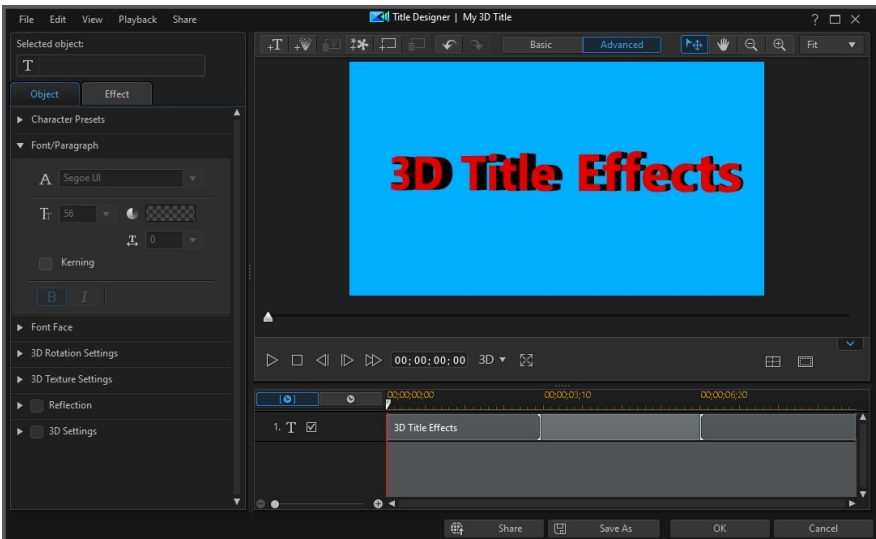 File Edit View Playback Share
Title Designer | My 3D Title
?
Selected object:
T
Object Effect
Character Presets
Font/Paragraph
A Segoe UI
56
T 0
Kerning
B I
Font Face
3D Rotation Settings
3D Texture Settings
Reflection
3D Settings
+T
Basic Advanced
Fit
3D Title Effects
00;00;00;00 3D
00;00;00;00 00;00;03;10 00;00;06;20
1. T 3D Title Effects
Share Save As OK Cancel